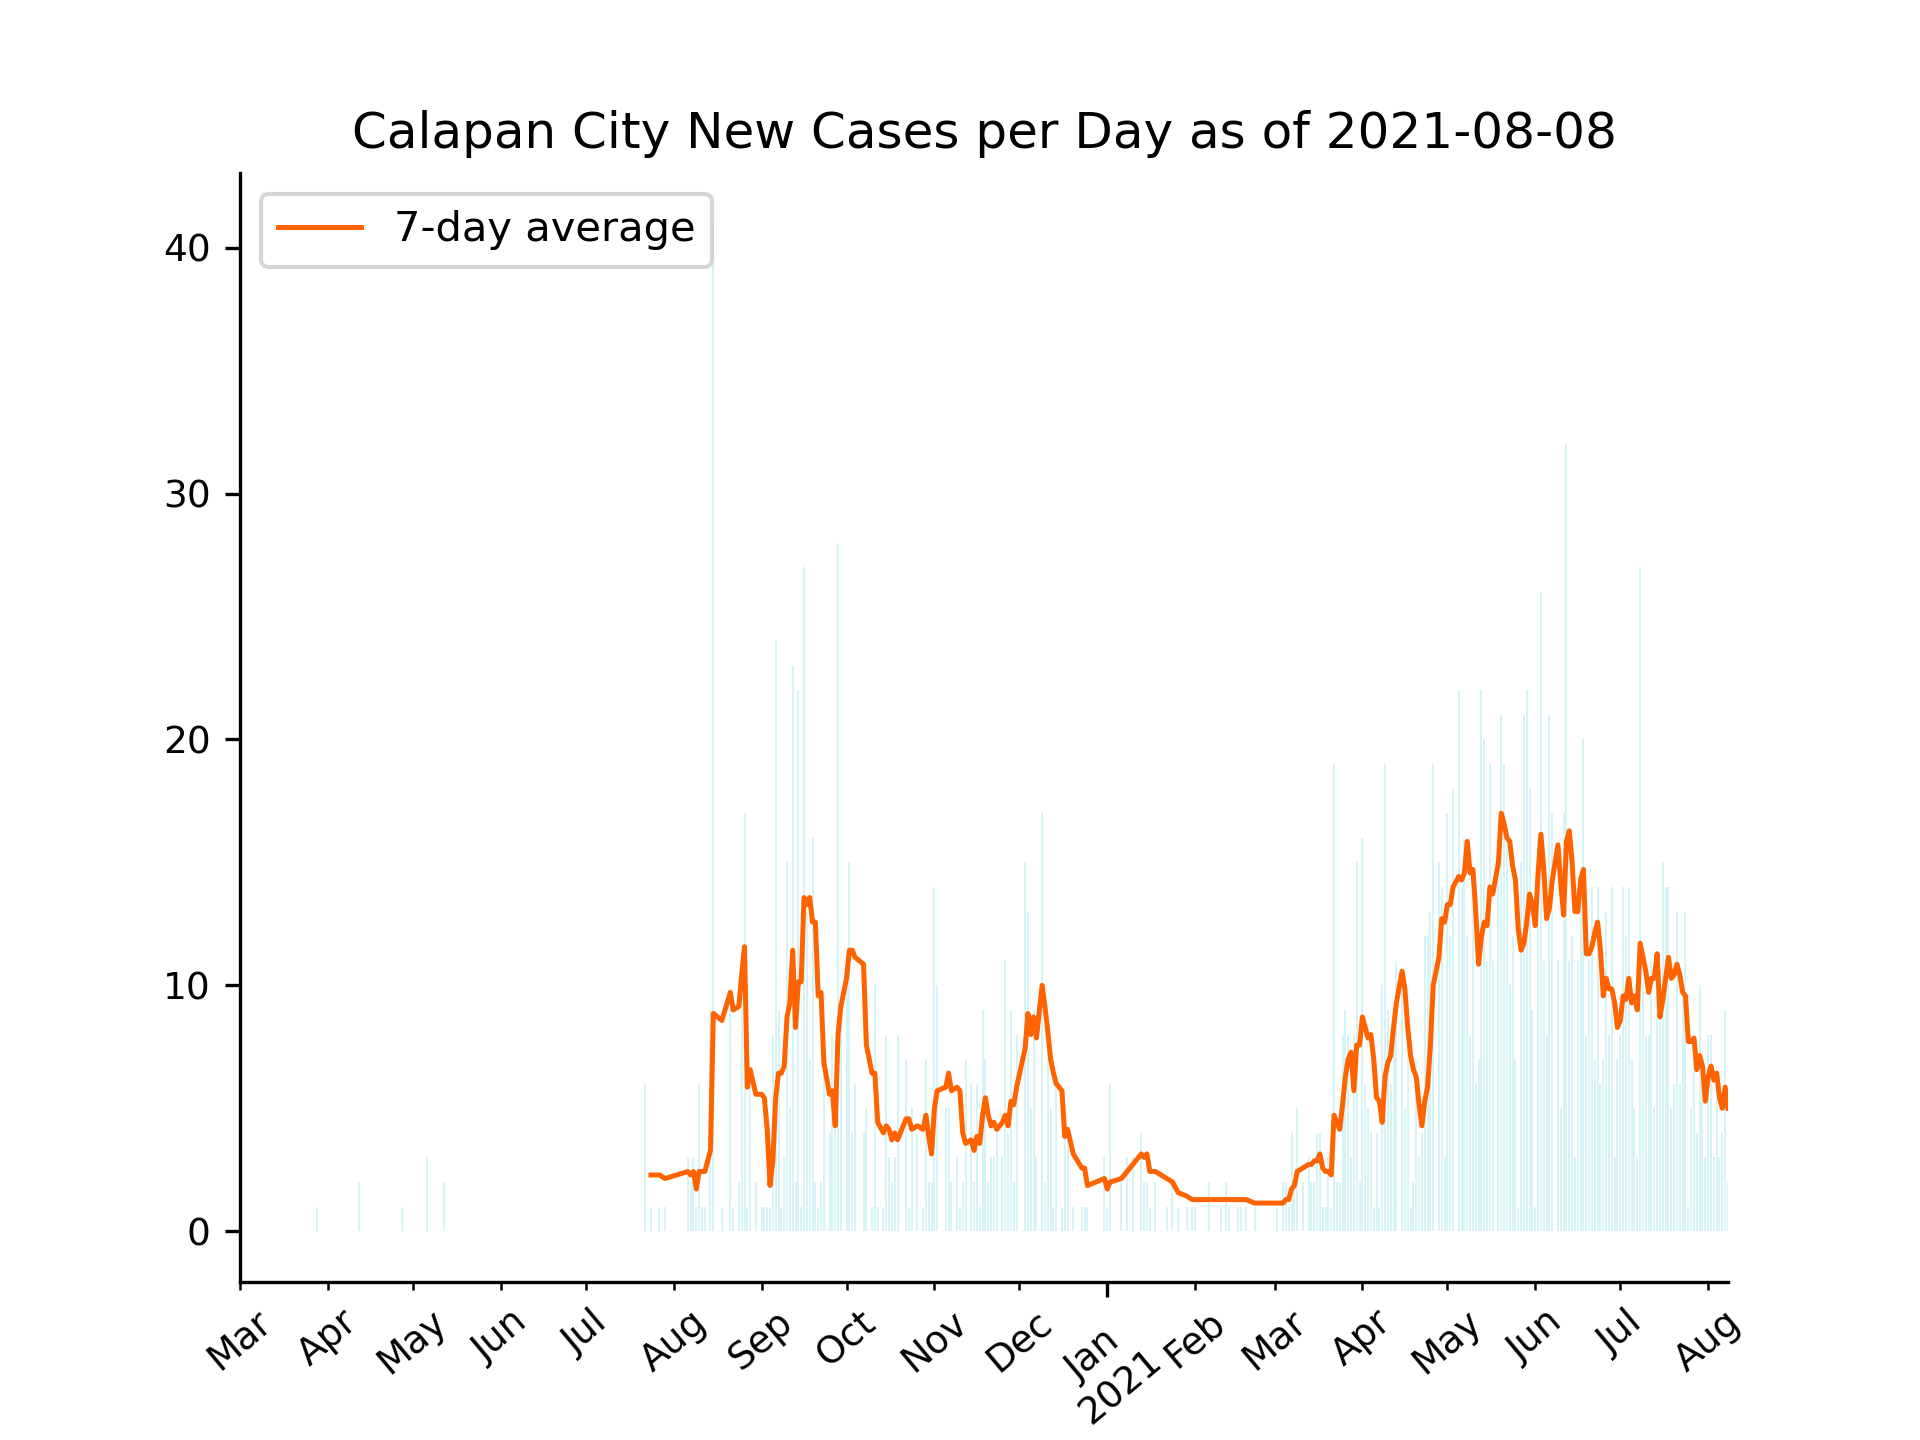 Calapan City New Cases per Day as of 2021-08-08
7-day average
40
30
20
10
0
Mar Apr May Jun Jul Aug Sep Oct Nov Dec Jan Feb Mar Apr May Jun Jul Aug
2021